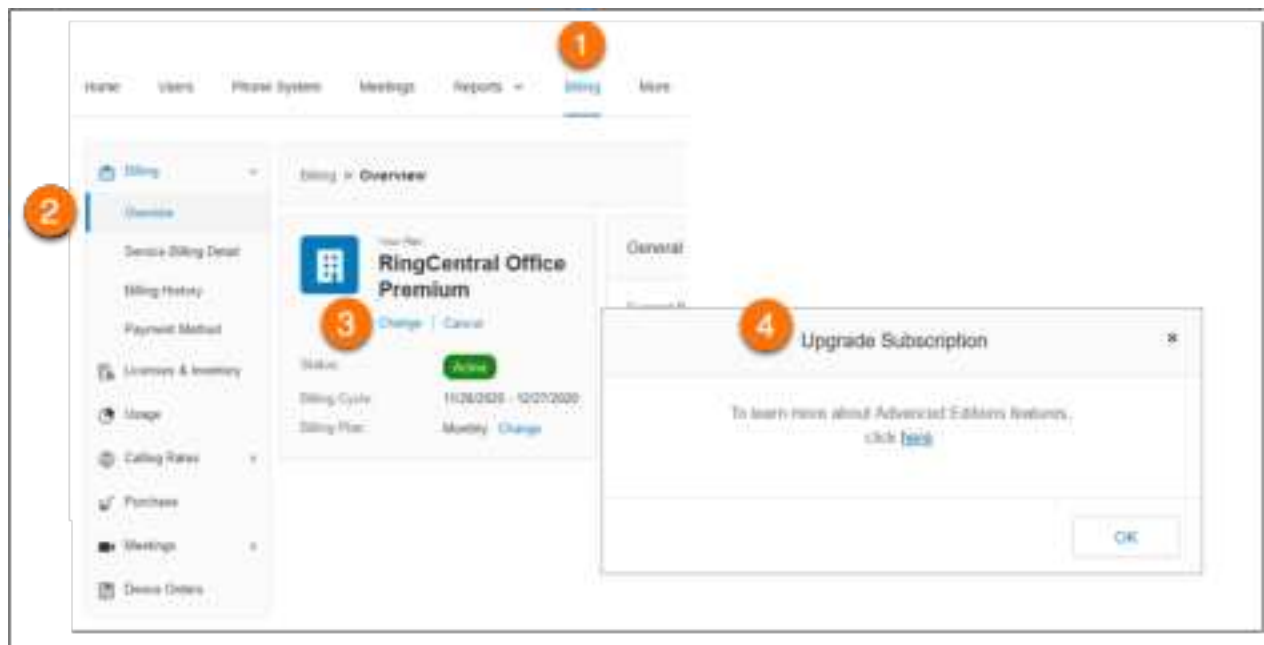 1
Home Users Phone System Meetings Reports Billing More
Billing
Billing > Overview
2
Overview
Your Plan
General
Service Billing Detail
RingCentral Office
Premium
Billing History
3
Change | Cancel
4
Upgrade Subscription
Payment Method
Status Active
Licenses & Inventory
Billing Cycle 11/28/2020 - 12/27/2020
To learn more about Advanced Editions features,
click here
Usage
Billing Plan Monthly Change
Calling Rates
Purchase
OK
Meetings
Device Orders